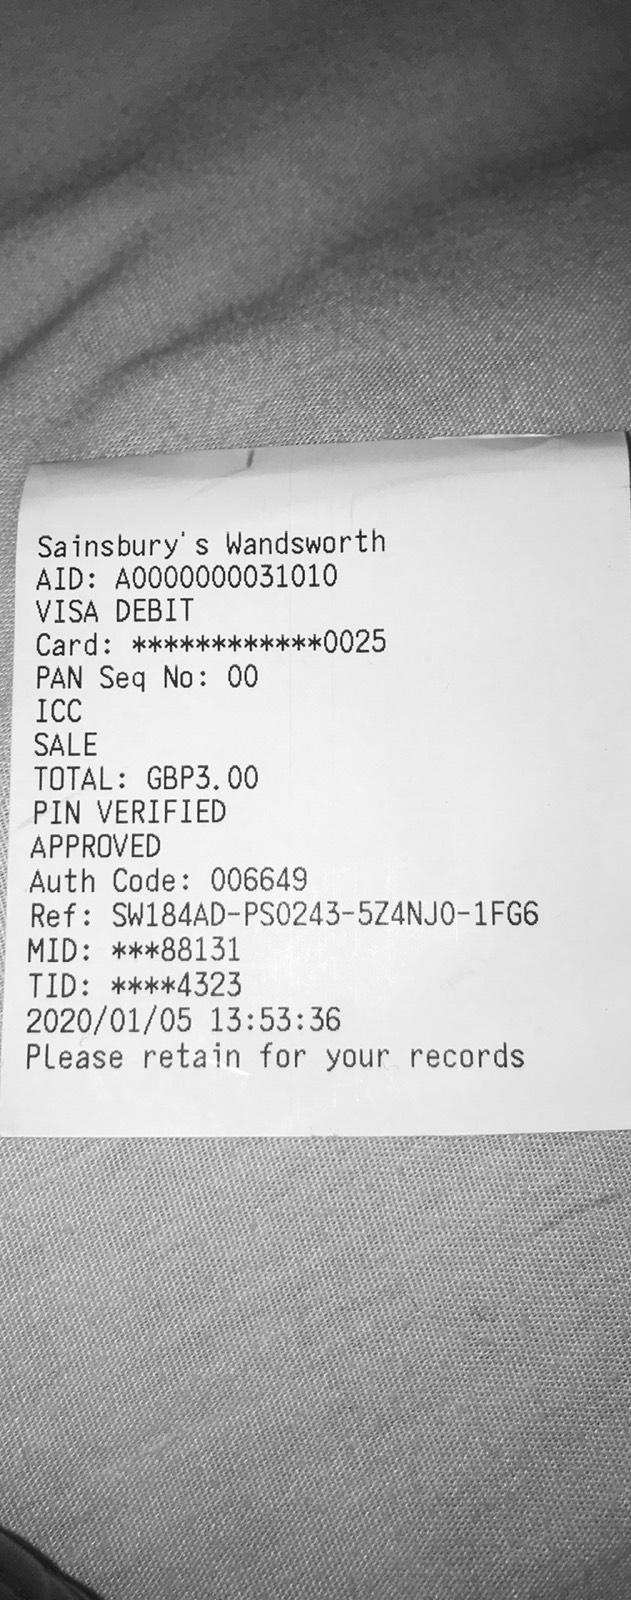 Sainsbury's Wandsworth
AID: A0000000031010
VISA DEBIT
Card: ************0025
PAN Seq No: 00
ICC
SALE
TOTAL: GBP3.00
PIN VERIFIED
APPROVED
Auth Code: 006649
Ref: SW184AD-PS0243-5Z4NJ0-1FG6
MID: ***88131
TID: ****4323
2020/01/05 13:53:36
Please retain for your records